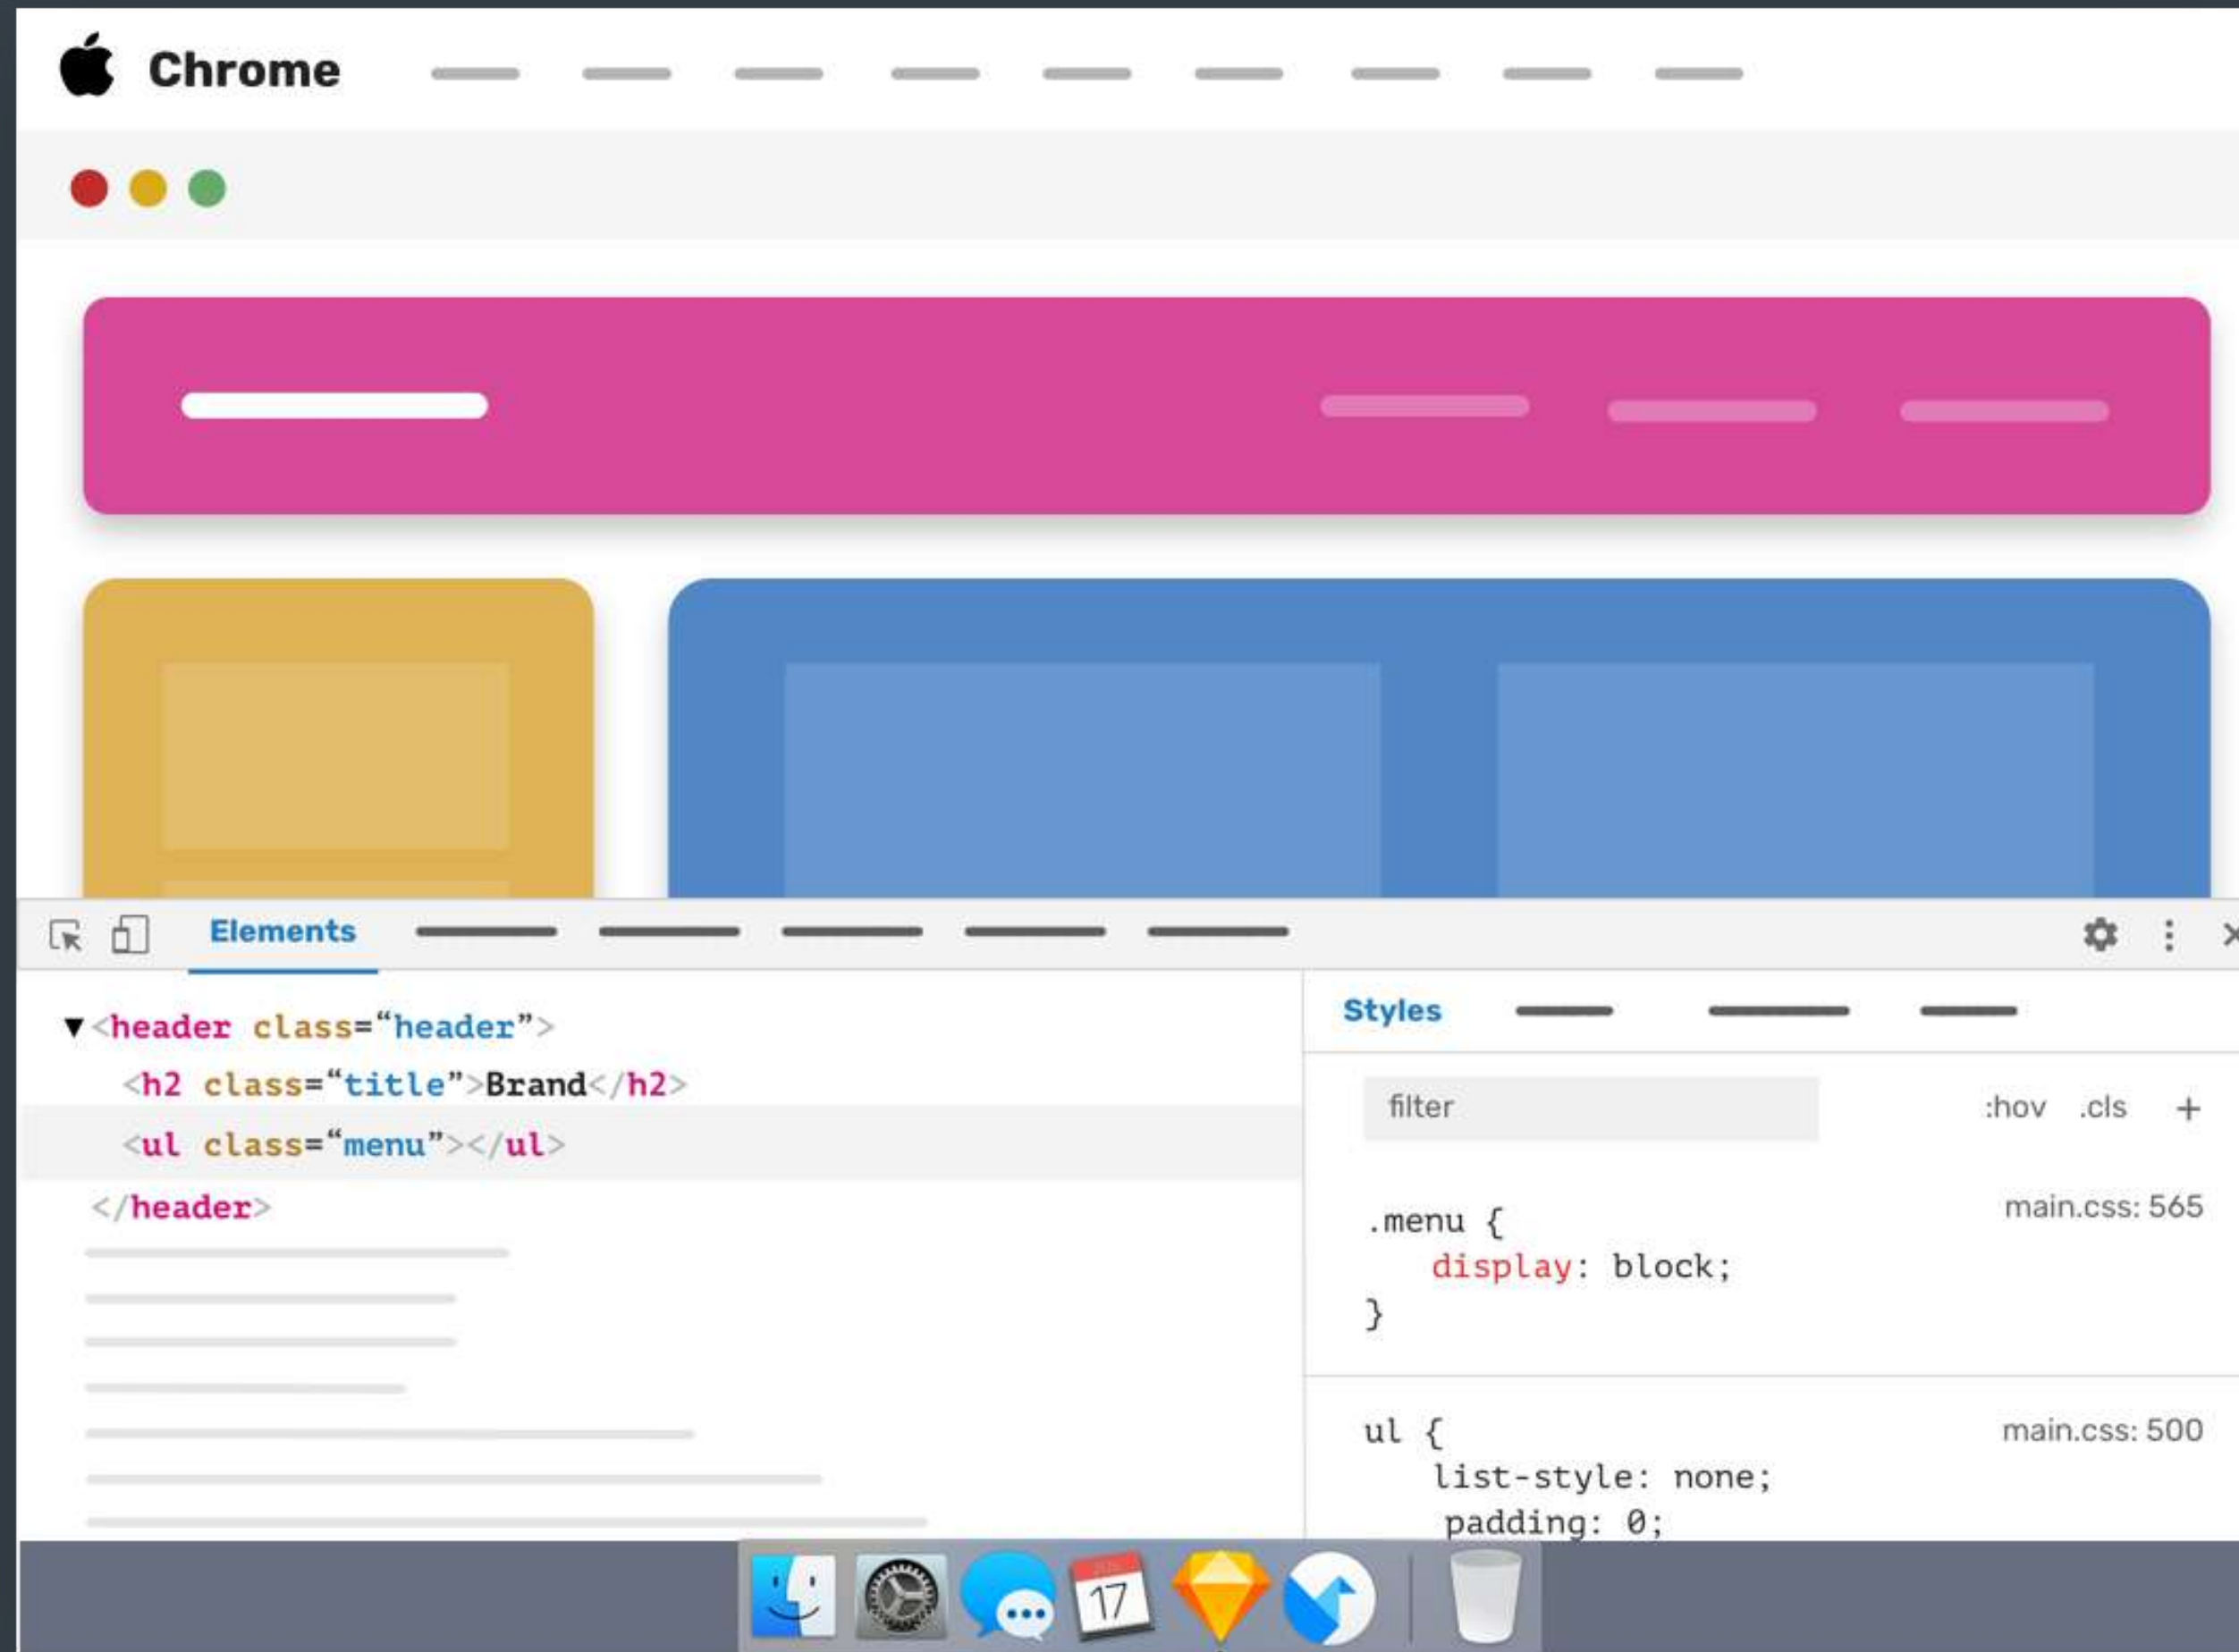 Chrome
Elements
<header class=“header”>
<h2 class=“title”>Brand</h2>
<ul class=“menu”></ul>
</header>
Styles
filter :hov .cls +
.menu { main.css: 565
display: block;
}
ul { main.css: 500
list-style: none;
padding: 0;
17